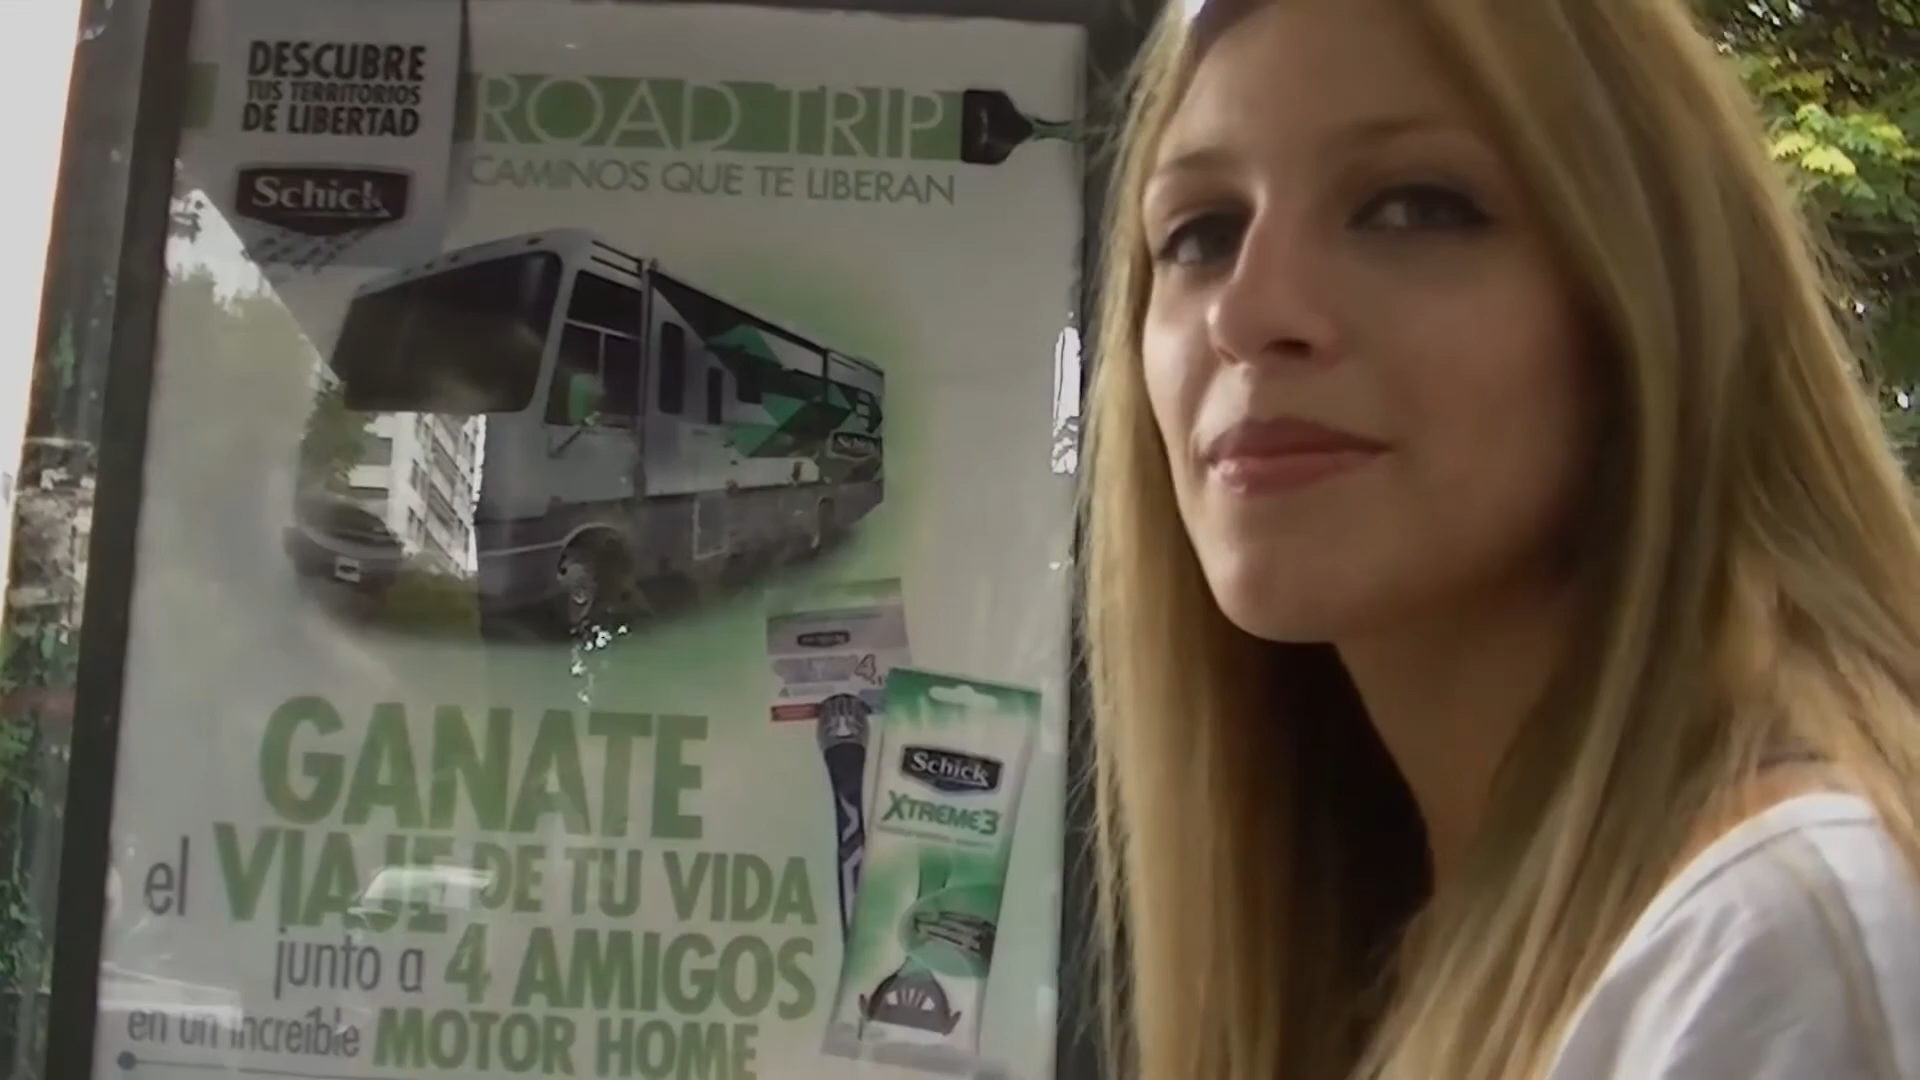 DESCUBRE
TUS TERRITORIOS
DE LIBERTAD
Schick
ROAD TRIP
CAMINOS QUE TE LIBERAN
Schick
4
Schick
XTREME3
GANATE
el VIAJE DE TU VIDA
junto a 4 AMIGOS
en un increíble MOTOR HOME